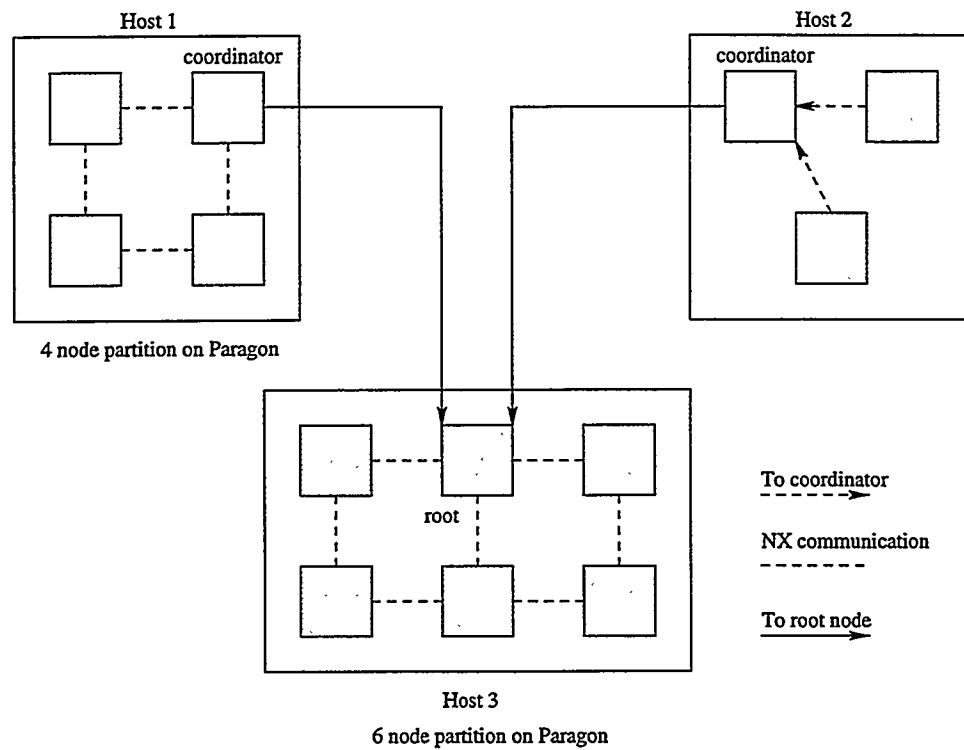 Host 1
Host 2
coordinator
coordinator
4 node partition on Paragon
root
To coordinator
NX communication
To root node
Host 3
6 node partition on Paragon